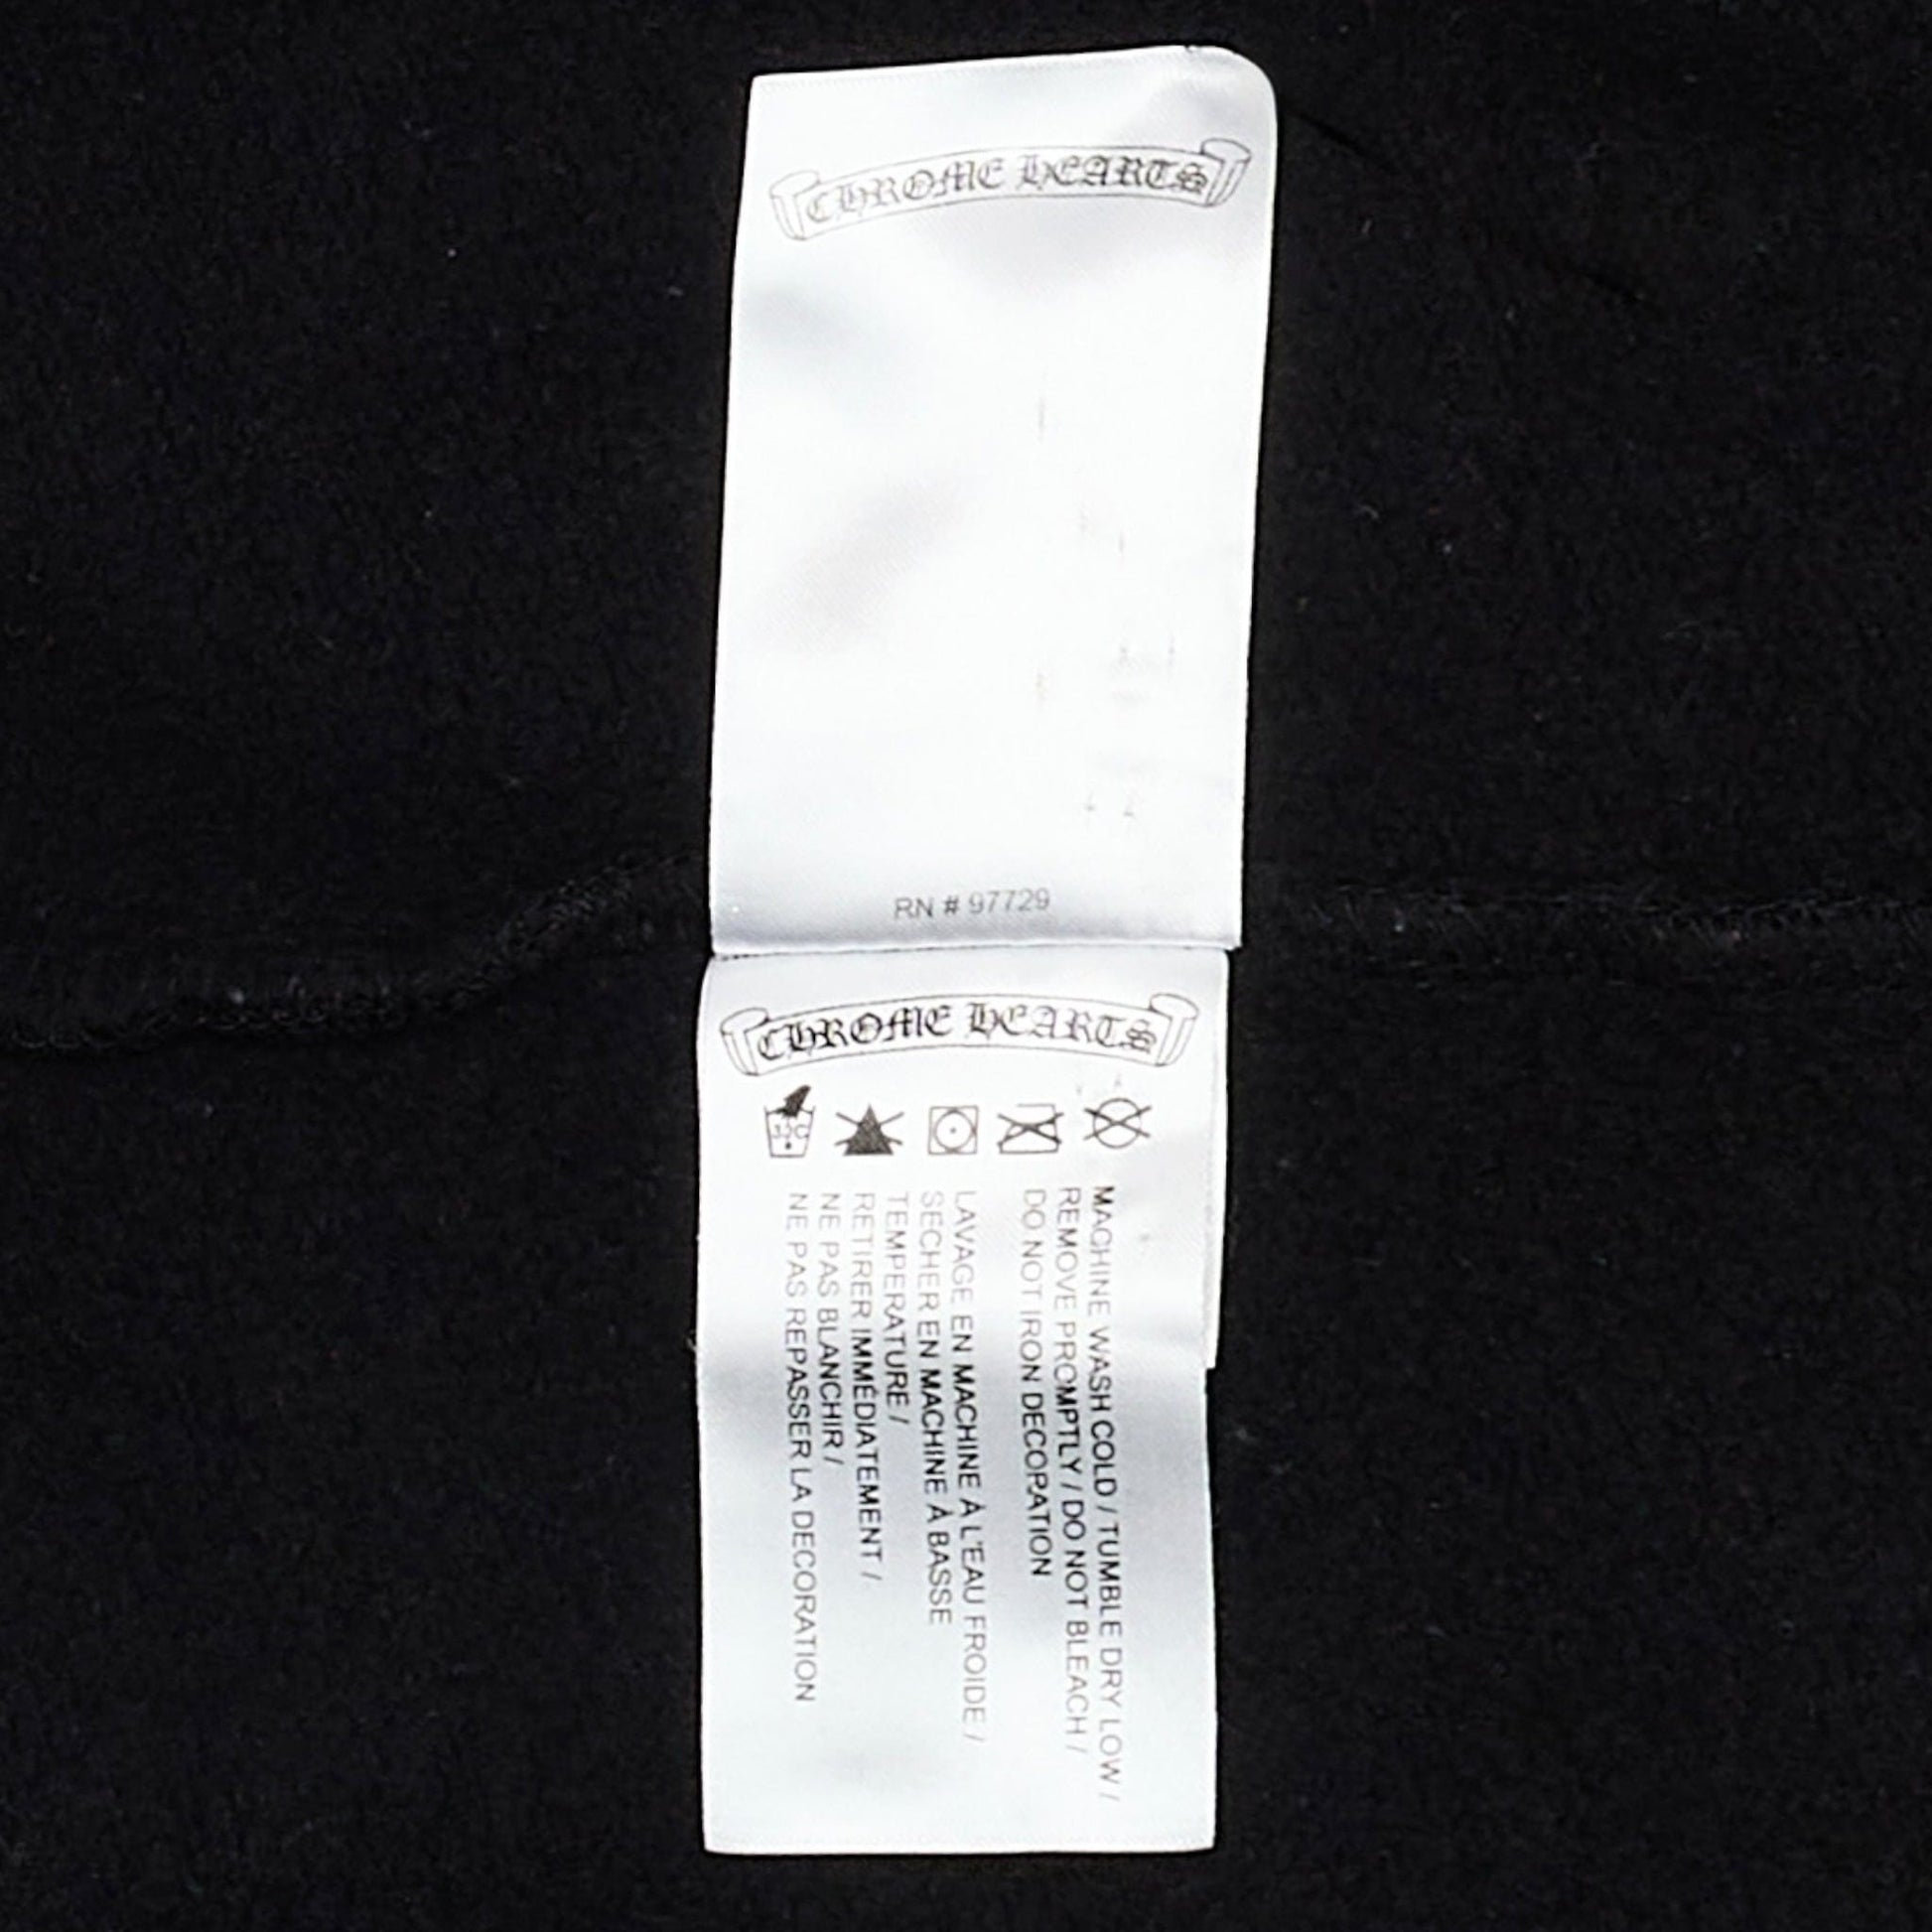 CHROME HEARTS
RN # 97729
CHROME HEARTS
MACHINE WASH COLD / TUMBLE DRY LOW /
REMOVE PROMPTLY / DO NOT BLEACH /
DO NOT IRON DECORATION
LAVAGE EN MACHINE À L'EAU FROIDE /
SÉCHER EN MACHINE À BASSE
TEMPERATURE /
RETIRER IMMÉDIATEMENT /
NE PAS BLANCHIR /
NE PAS REPASSER LA DECORATION